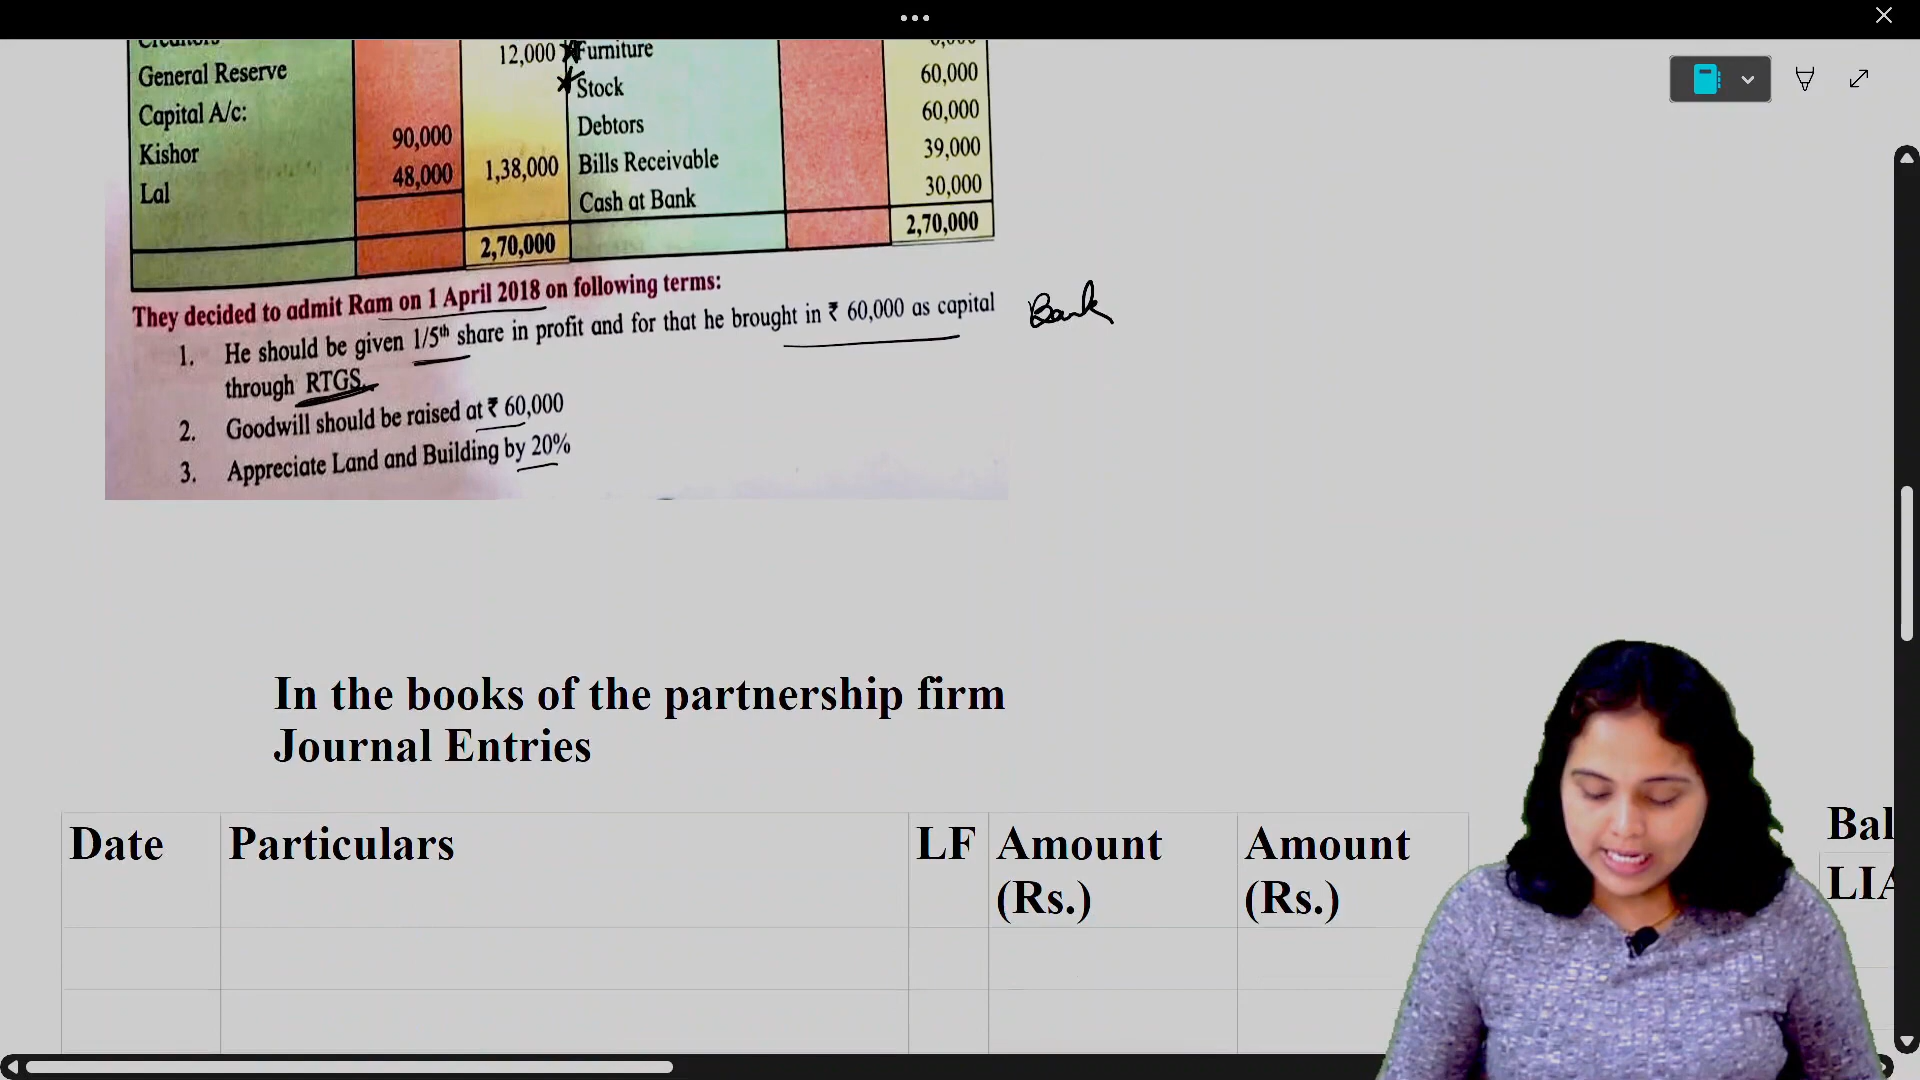 12,000 Furniture
General Reserve Stock 60,000
Capital A/c: Debtors 60,000
Kishor 90,000 Bills Receivable 39,000
Lal 48,000 1,38,000 Cash at Bank 30,000
2,70,000 2,70,000
They decided to admit Ram on 1 April 2018 on following terms:
1. He should be given 1/5th share in profit and for that he brought in ₹ 60,000 as capital Bank
through RTGS.
2. Goodwill should be raised at ₹ 60,000
3. Appreciate Land and Building by 20%
In the books of the partnership firm
Journal Entries
Date Particulars LF Amount (Rs.) Amount (Rs.) Bal
LIA